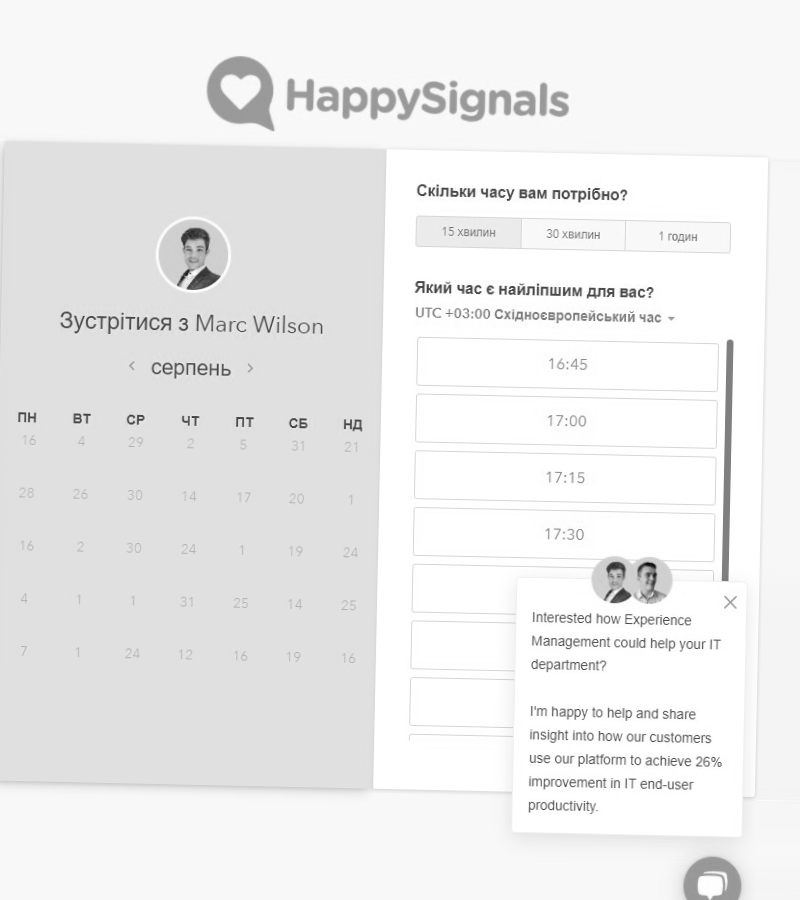 HappySignals
Зустрітися з Marc Wilson
серпень
ПН ВТ СР ЧТ ПТ СБ НД
16 4 29 2 5 31 21
28 26 30 14 17 20 1
16 2 30 24 1 19 24
4 1 1 31 25 14 25
7 1 24 12 16 19 16
Скільки часу вам потрібно?
15 хвилин 30 хвилин 1 годин
Який час є найліпшим для вас?
UTC +03:00 Східноєвропейський час
16:45
17:00
17:15
17:30
Interested how Experience
Management could help your IT
department?
I'm happy to help and share
insight into how our customers
use our platform to achieve 26%
improvement in IT end-user
productivity.